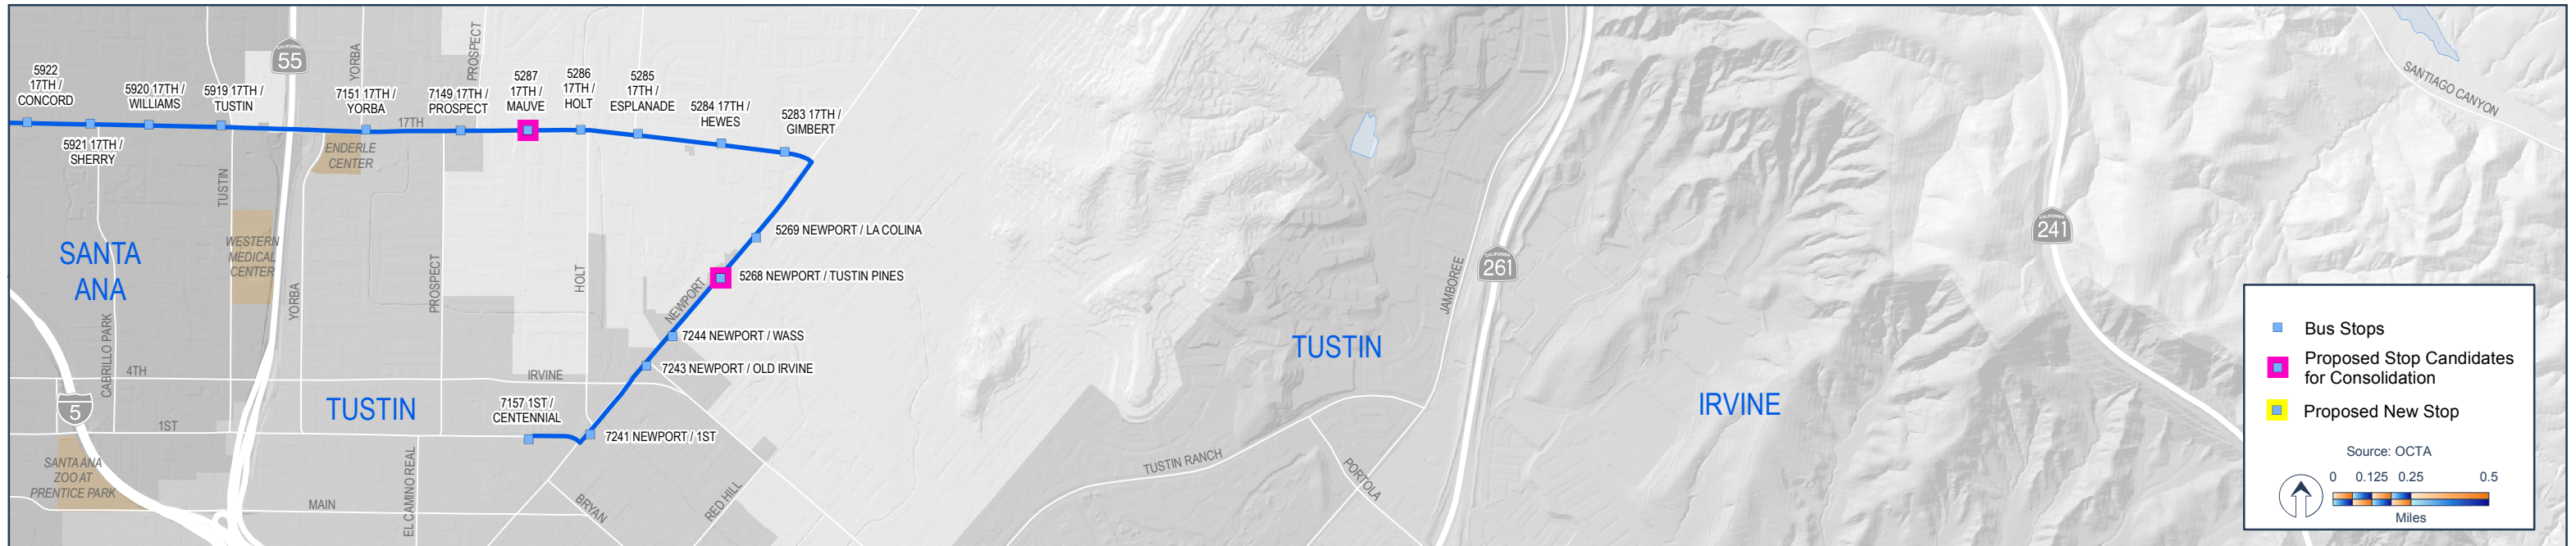 5922
17TH /
CONCORD
5921 17TH /
SHERRY
5920 17TH /
WILLIAMS
5919 17TH /
TUSTIN
CALIFORNIA
55
YORBA
7151 17TH /
YORBA
17TH
PROSPECT
7149 17TH /
PROSPECT
5287
17TH /
MAUVE
5286
17TH /
HOLT
5285
17TH /
ESPLANADE
5284 17TH /
HEWES
5283 17TH /
GIMBERT
ENDERLE
CENTER
TUSTIN
WESTERN
MEDICAL
CENTER
SANTA
ANA
YORBA
PROSPECT
HOLT
NEWPORT
5269 NEWPORT / LA COLINA
5268 NEWPORT / TUSTIN PINES
7244 NEWPORT / WASS
7243 NEWPORT / OLD IRVINE
CABRILLO PARK
4TH
IRVINE
5
TUSTIN
7157 1ST /
CENTENNIAL
7241 NEWPORT / 1ST
1ST
SANTA ANA
ZOO AT
PRENTICE PARK
MAIN
EL CAMINO REAL
BRYAN
RED HILL
TUSTIN
TUSTIN RANCH
PORTOLA
JAMBOREE
CALIFORNIA
261
IRVINE
CALIFORNIA
241
SANTIAGO CANYON
Bus Stops
Proposed Stop Candidates
for Consolidation
Proposed New Stop
Source: OCTA
0 0.125 0.25 0.5
Miles